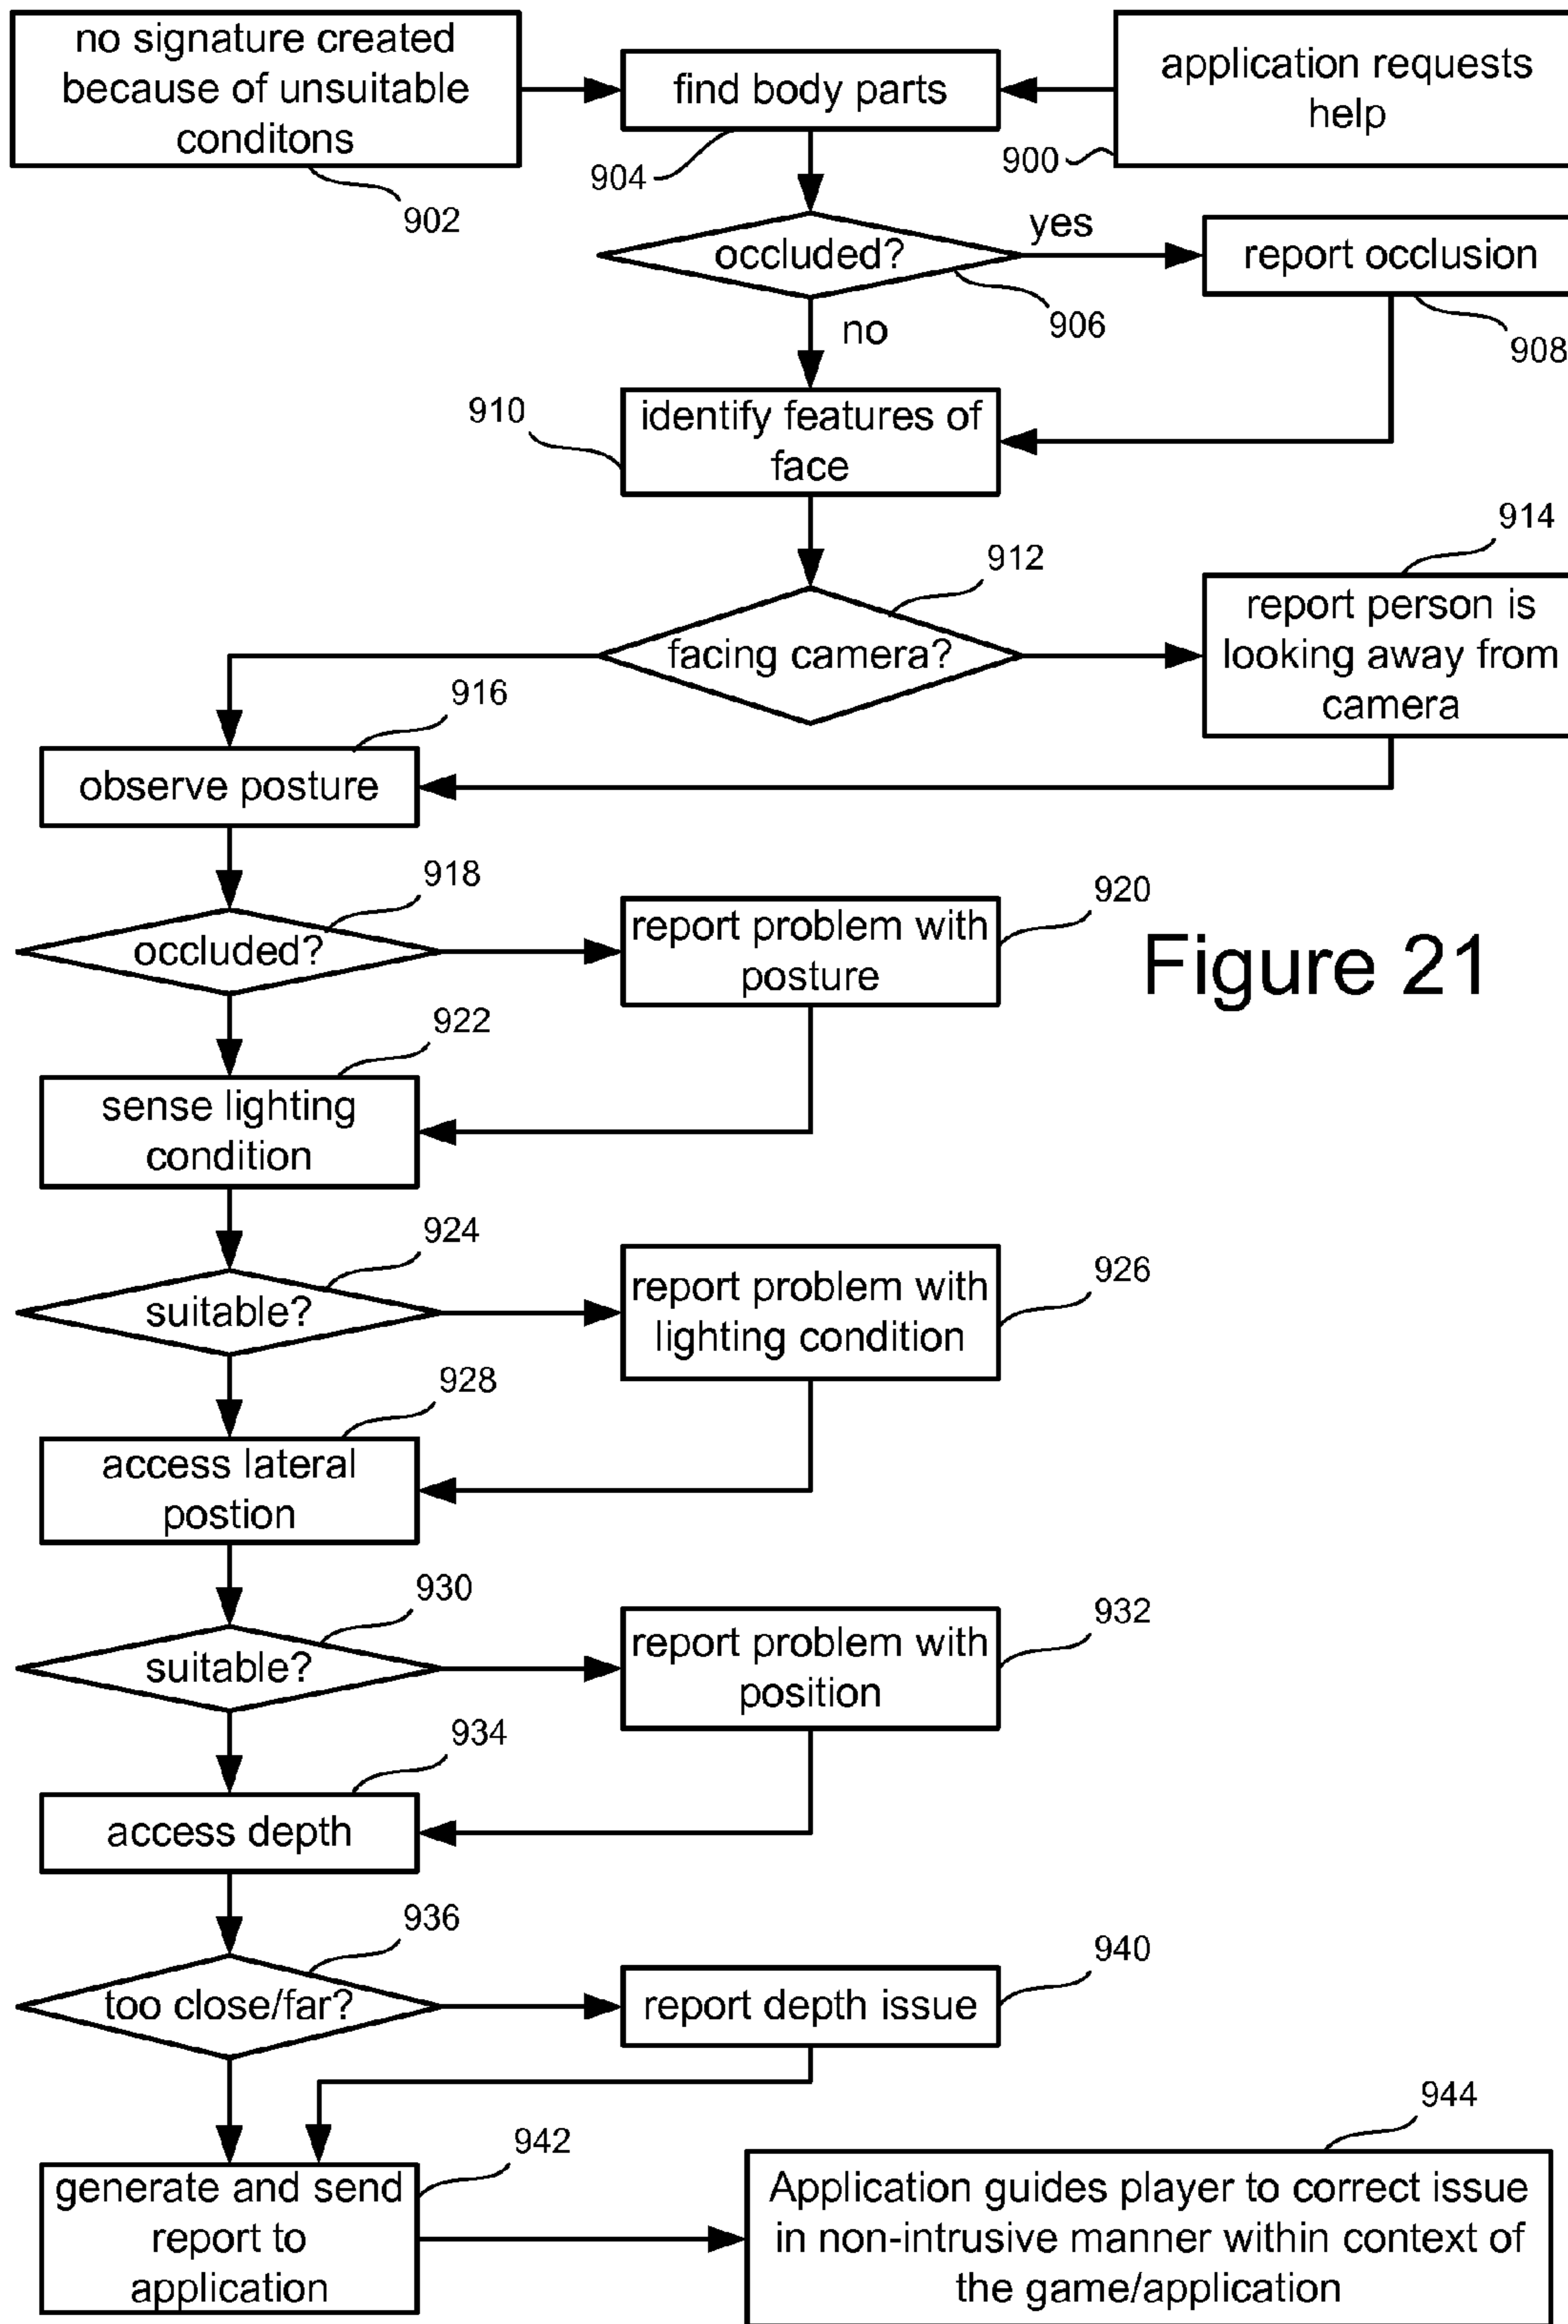 no signature created
because of unsuitable
conditons
902
find body parts
904
application requests
help
900
occluded?
906
yes
report occlusion
908
no
910
identify features of
face
912
facing camera?
914
report person is
looking away from
camera
916
observe posture
918
occluded?
920
report problem with
posture
Figure 21
922
sense lighting
condition
924
suitable?
926
report problem with
lighting condition
928
access lateral
postion
930
suitable?
932
report problem with
position
934
access depth
936
too close/far?
940
report depth issue
942
generate and send
report to
application
944
Application guides player to correct issue
in non-intrusive manner within context of
the game/application